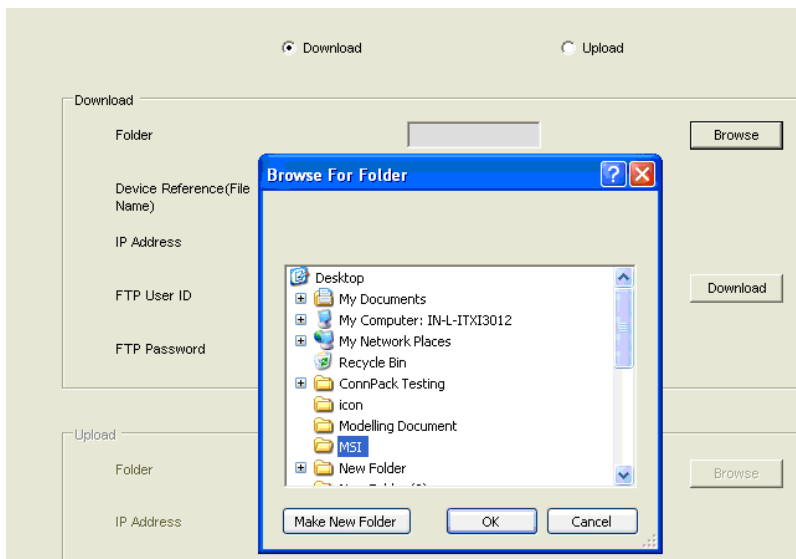 Download
Upload
Download
Folder
Browse
Browse For Folder
Device Reference(File
Name)
IP Address
FTP User ID
Download
FTP Password
Desktop
My Documents
My Computer: IN-L-ITXI3012
My Network Places
Recycle Bin
ConnPack Testing
icon
Modelling Document
MSI
New Folder
Upload
Folder
Browse
IP Address
Make New Folder
OK
Cancel